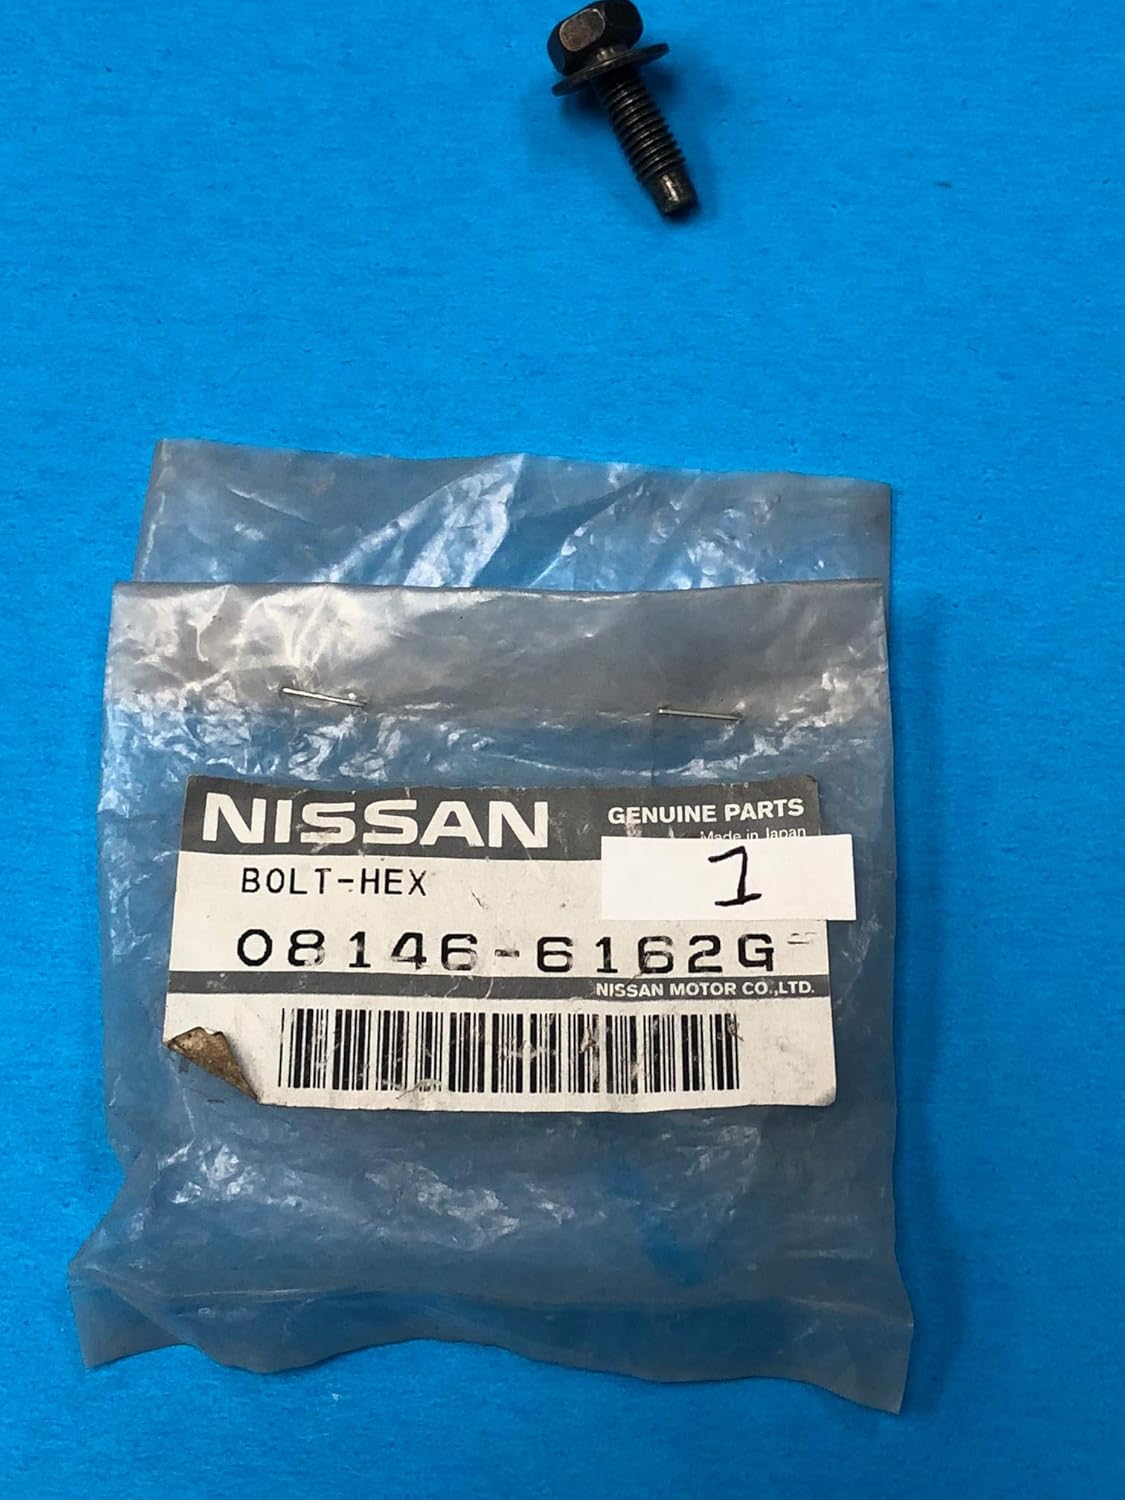 NISSAN
GENUINE PARTS
Made in Japan
BOLT-HEX
1
08146-6162G
NISSAN MOTOR CO.,LTD.